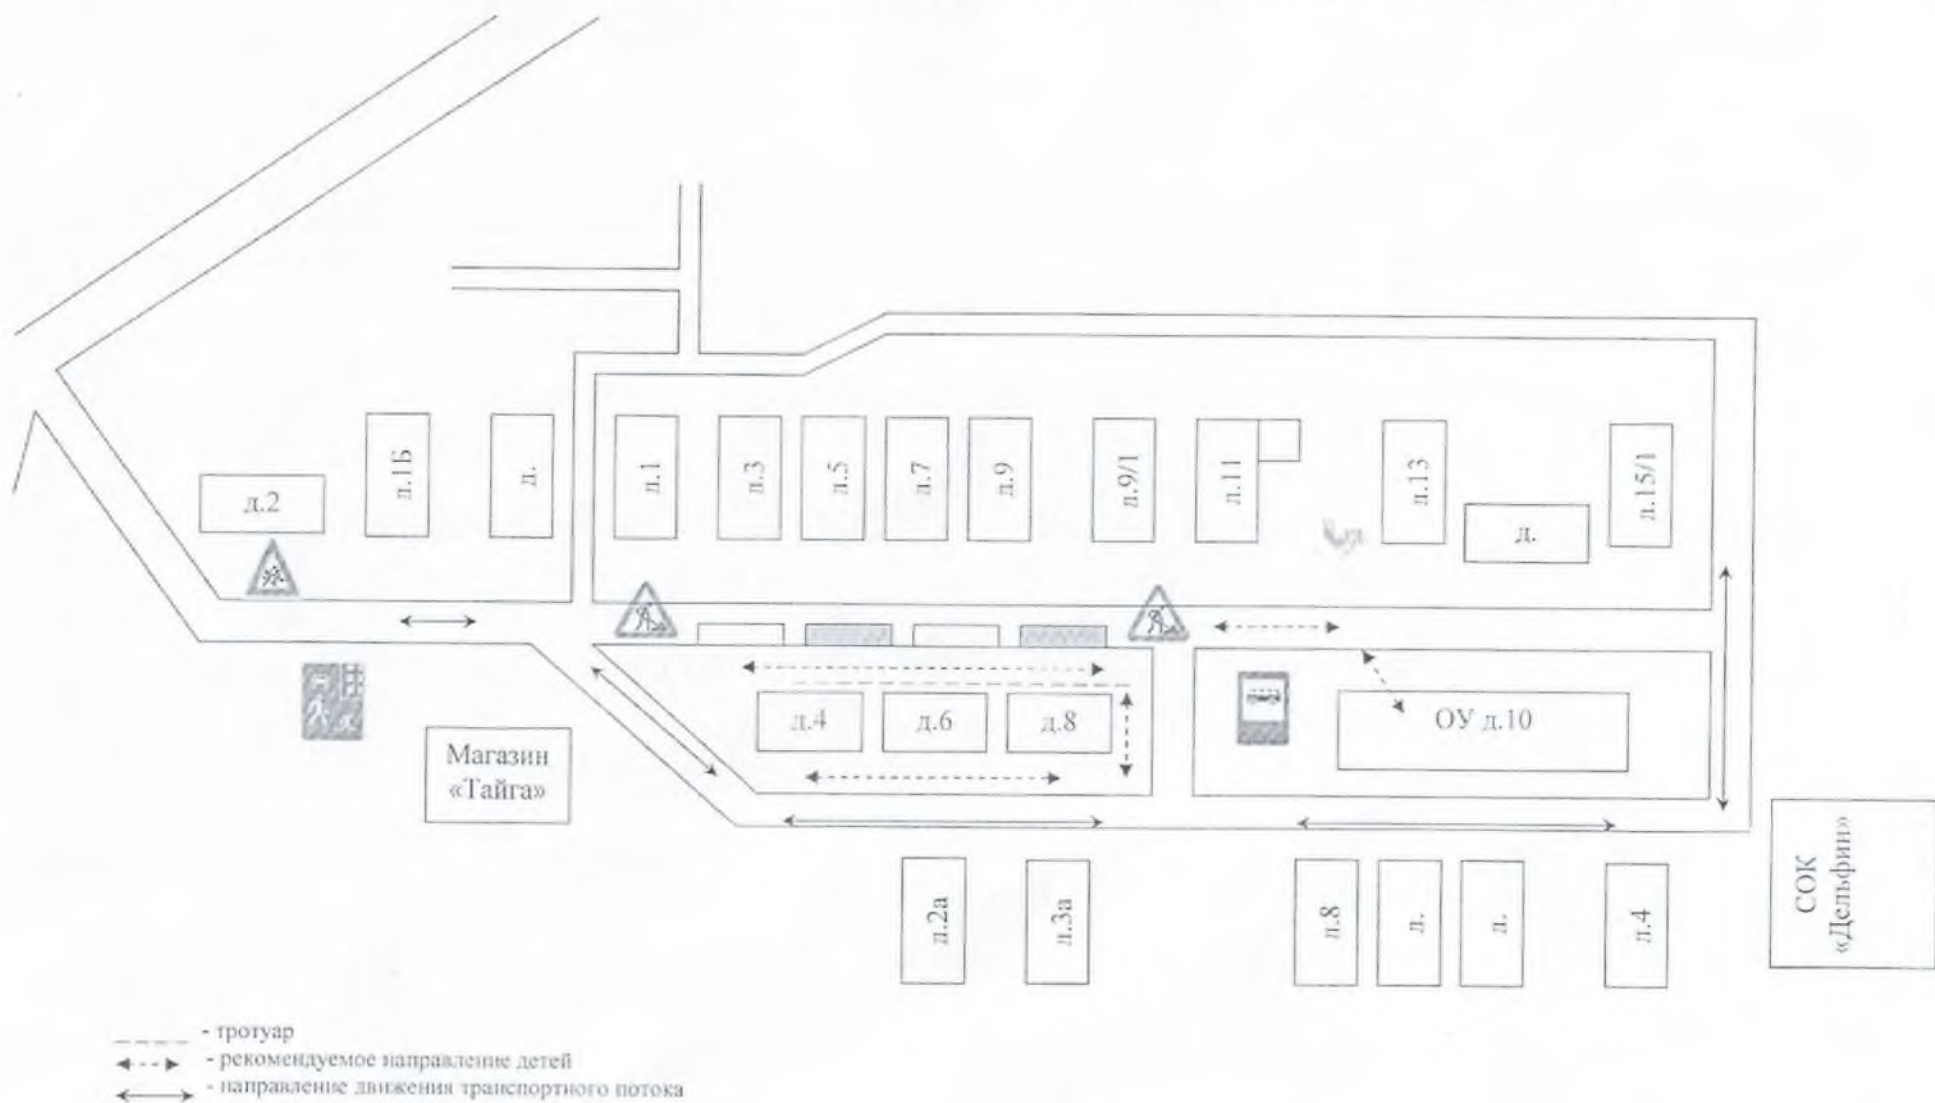 д.2
д.1Б
д.
д.1
д.3
д.5
д.7
д.9
д.9/1
д.11
д.13
д.
д.15/1
д.4
д.6
д.8
ОУ д.10
Магазин
«Тайга»
д.2а
д.3а
д.8
д.
д.
д.4
СОК
«Дельфин»
- тротуар
- рекомендуемое направление детей
- направление движения транспортного потока